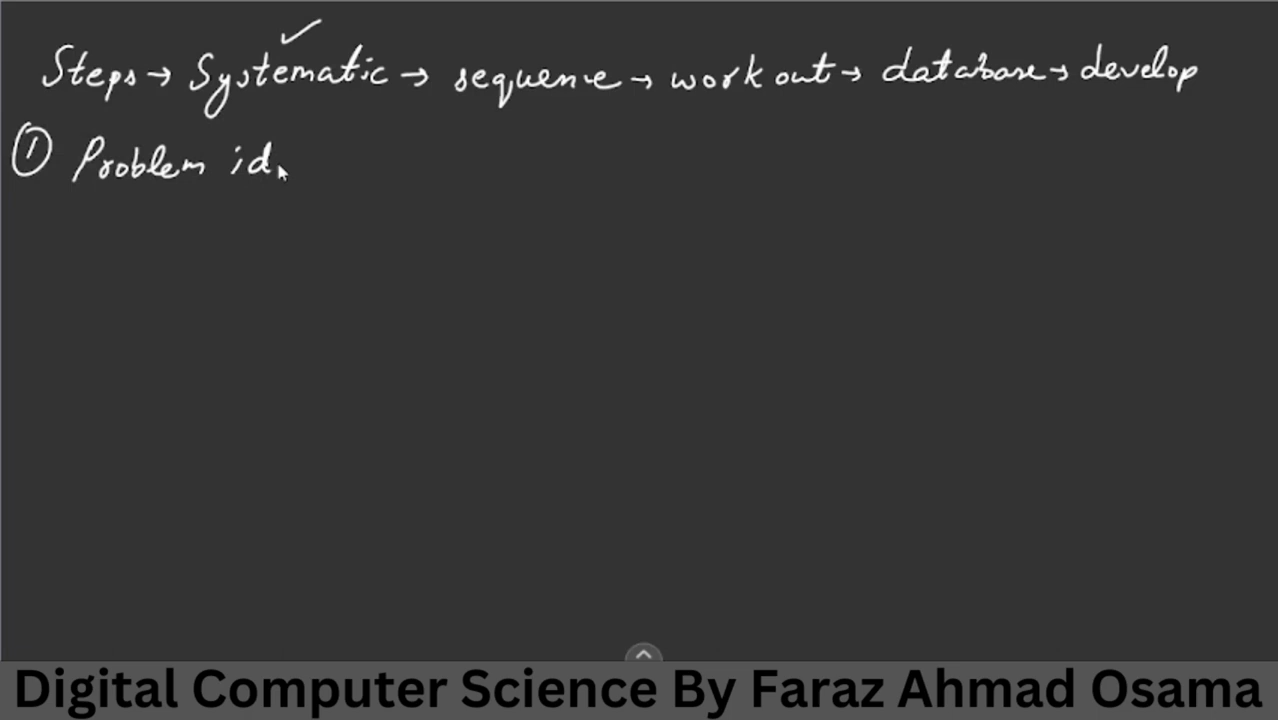 Steps → Systematic → sequence → work out → database → develop
① Problem id
Digital Computer Science By Faraz Ahmad Osama